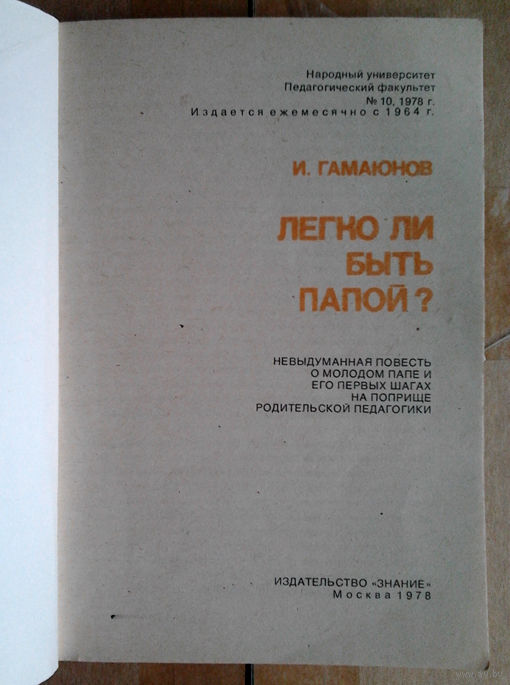 Народный университет
Педагогический факультет
№ 10, 1978 г.
Издается ежемесячно с 1964 г.
И. ГАМАЮНОВ
ЛЕГКО ЛИ
БЫТЬ
ПАПОЙ?
НЕВЫДУМАННАЯ ПОВЕСТЬ
О МОЛОДОМ ПАПЕ И
ЕГО ПЕРВЫХ ШАГАХ
НА ПОПРИЩЕ
РОДИТЕЛЬСКОЙ ПЕДАГОГИКИ
ИЗДАТЕЛЬСТВО «ЗНАНИЕ»
Москва 1978